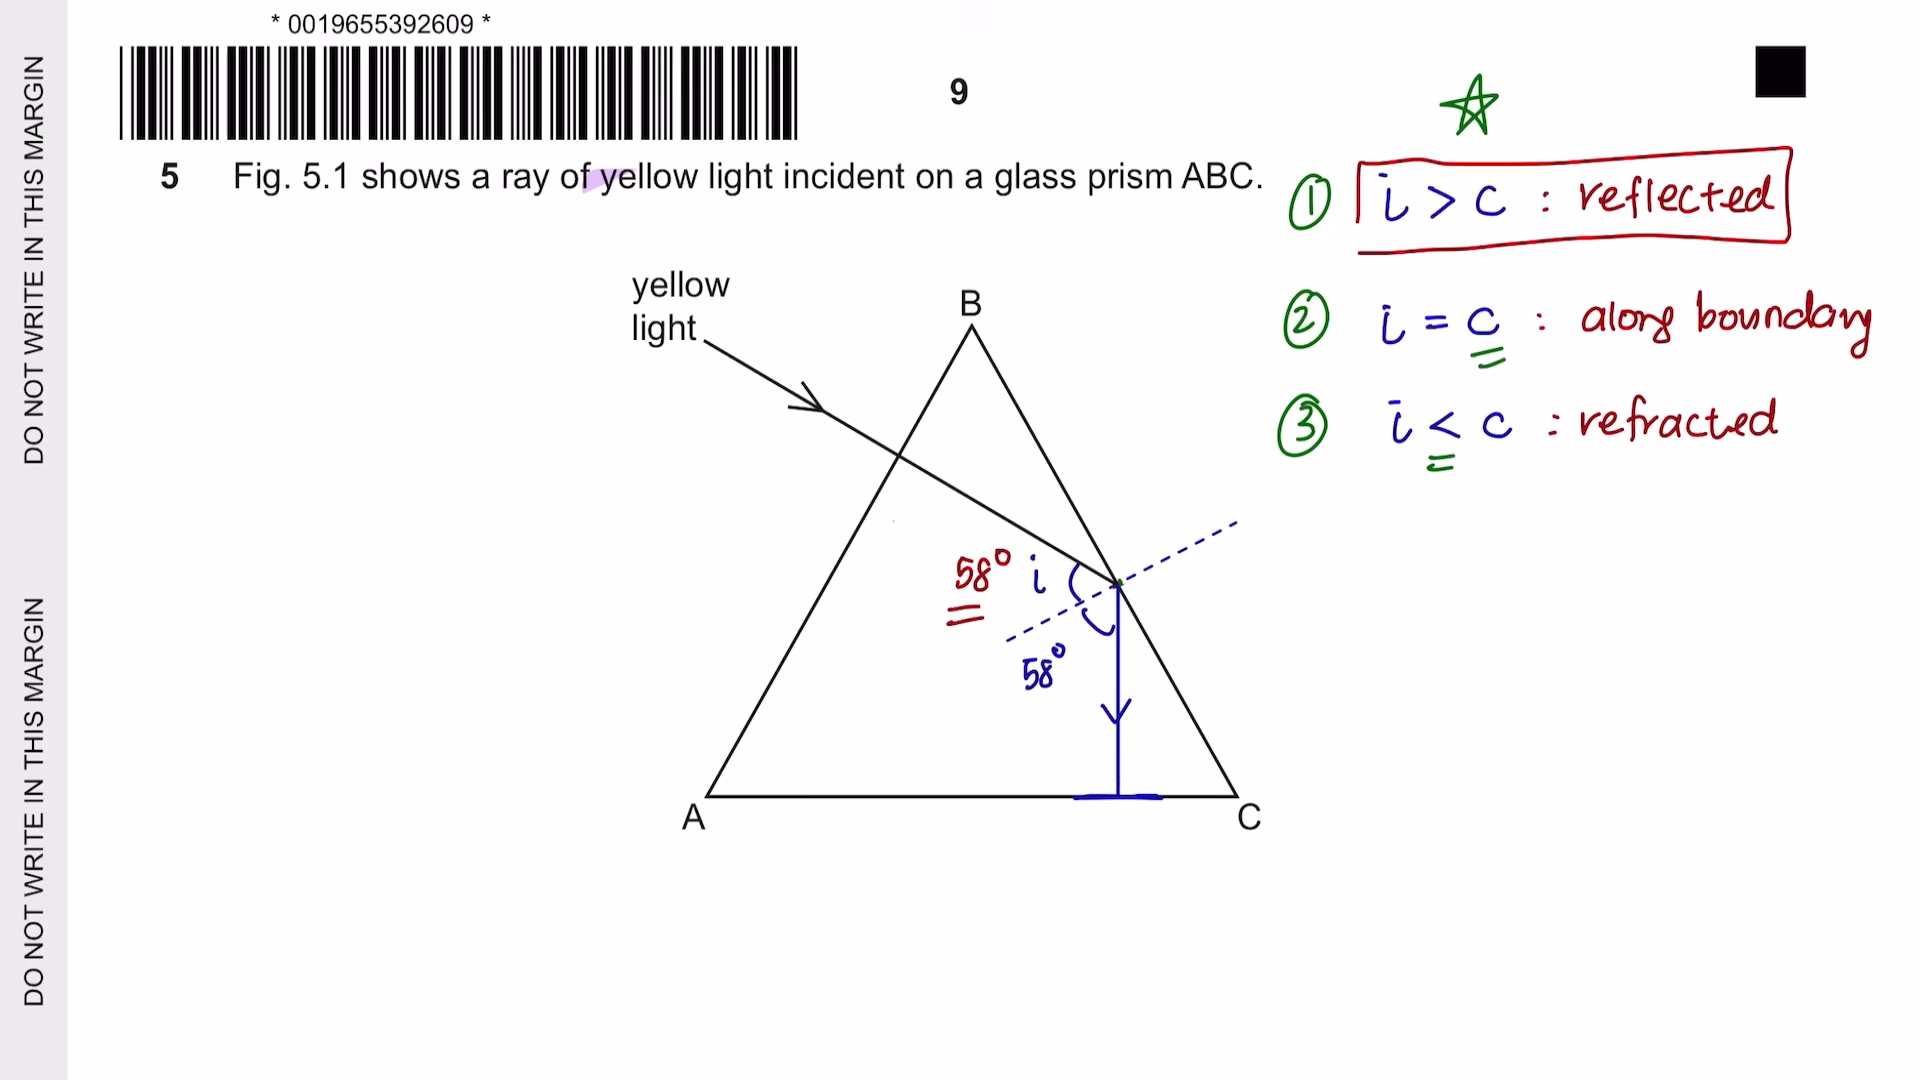 * 0019655392609 *
DO NOT WRITE IN THIS MARGIN
DO NOT WRITE IN THIS MARGIN
9
5 Fig. 5.1 shows a ray of yellow light incident on a glass prism ABC.
① i > c : reflected
② i = c : along boundary
③ i < c : refracted
yellow
light
B
58° i
58°
A
C